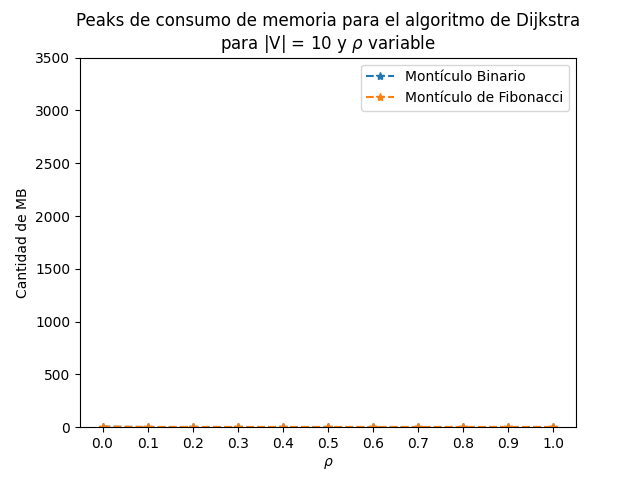 Peaks de consumo de memoria para el algoritmo de Dijkstra
para |V| = 10 y ρ variable
3500
3000
2500
2000
1500
1000
500
0
Cantidad de MB
Montículo Binario
Montículo de Fibonacci
0.0 0.1 0.2 0.3 0.4 0.5 0.6 0.7 0.8 0.9 1.0
ρ